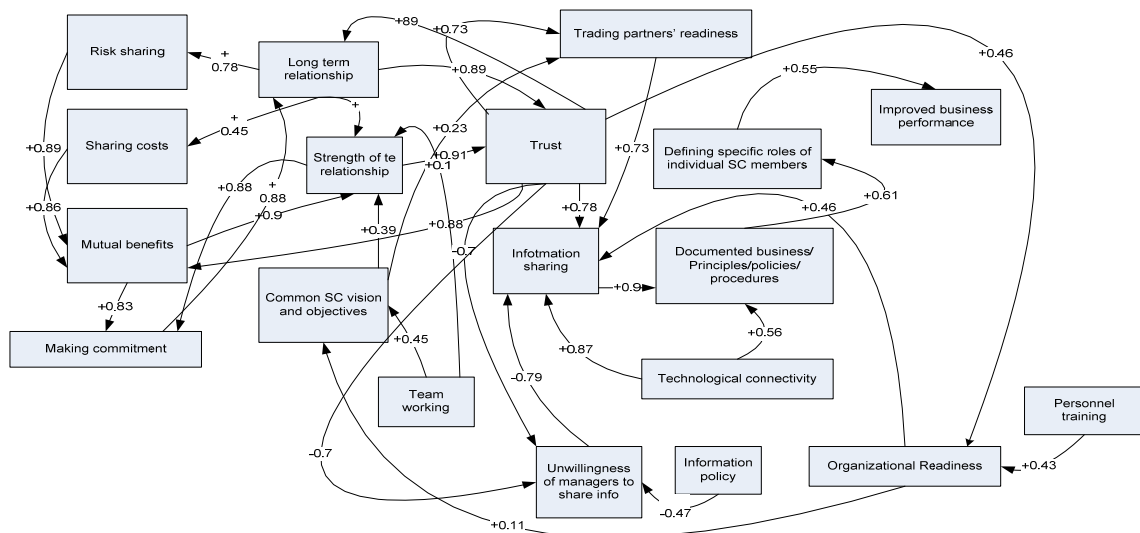 +89
+0.73
Trading partners' readiness
+0.46
Risk sharing
+
0.78
Long term
relationship
+0.89
+0.55
Improved business
performance
+
0.45
+
+0.23
Sharing costs
+0.89
Strength of te
relationship
+0.91
+0.1
Trust
+0.73
Defining specific roles of
individual SC members
+0.88
+
0.88
+0.86
+0.61
Mutual benefits
+0.9
+0.39
+0.88
-0.7
+0.78
+0.46
Infotmation
sharing
Documented business/
Principles/policies/
procedures
+0.9
Common SC vision
and objectives
+0.83
Making commitment
+0.45
+0.87
+0.56
-0.79
Technological connectivity
Team
working
Personnel
training
-0.7
Unwillingness
of managers to
share info
Information
policy
Organizational Readiness
+0.43
-0.47
+0.11